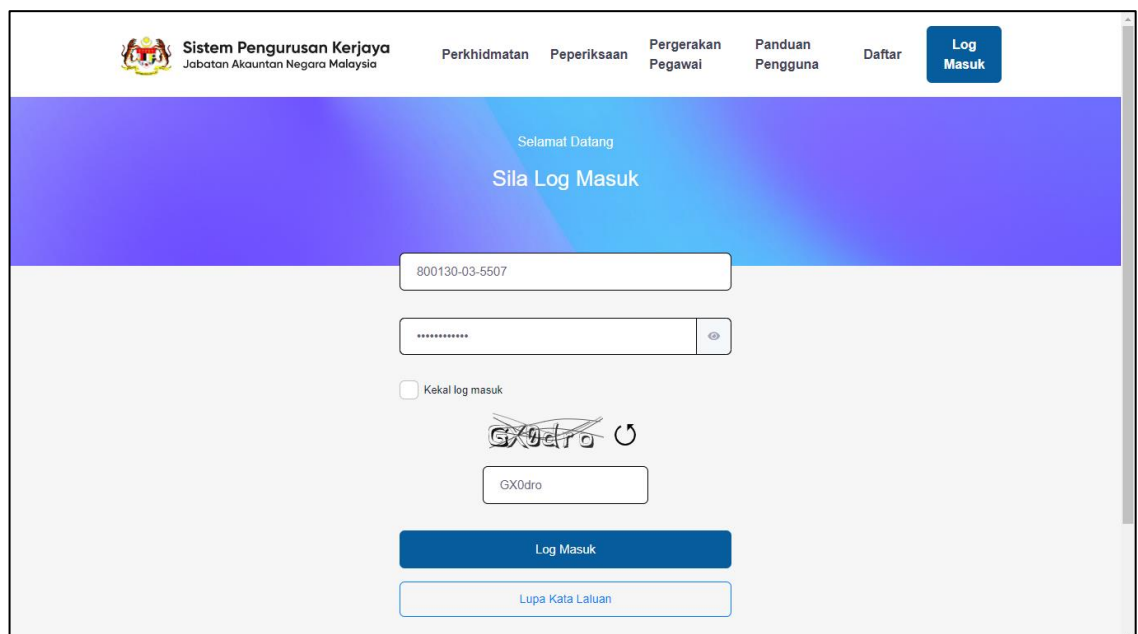 Sistem Pengurusan Kerjaya
Jabatan Akauntan Negara Malaysia
Perkhidmatan
Peperiksaan
Pergerakan
Pegawai
Panduan
Pengguna
Daftar
Log
Masuk
Selamat Datang
Sila Log Masuk
800130-03-5507
••••••••••••
Kekal log masuk
GX0dro
GX0dro
Log Masuk
Lupa Kata Laluan